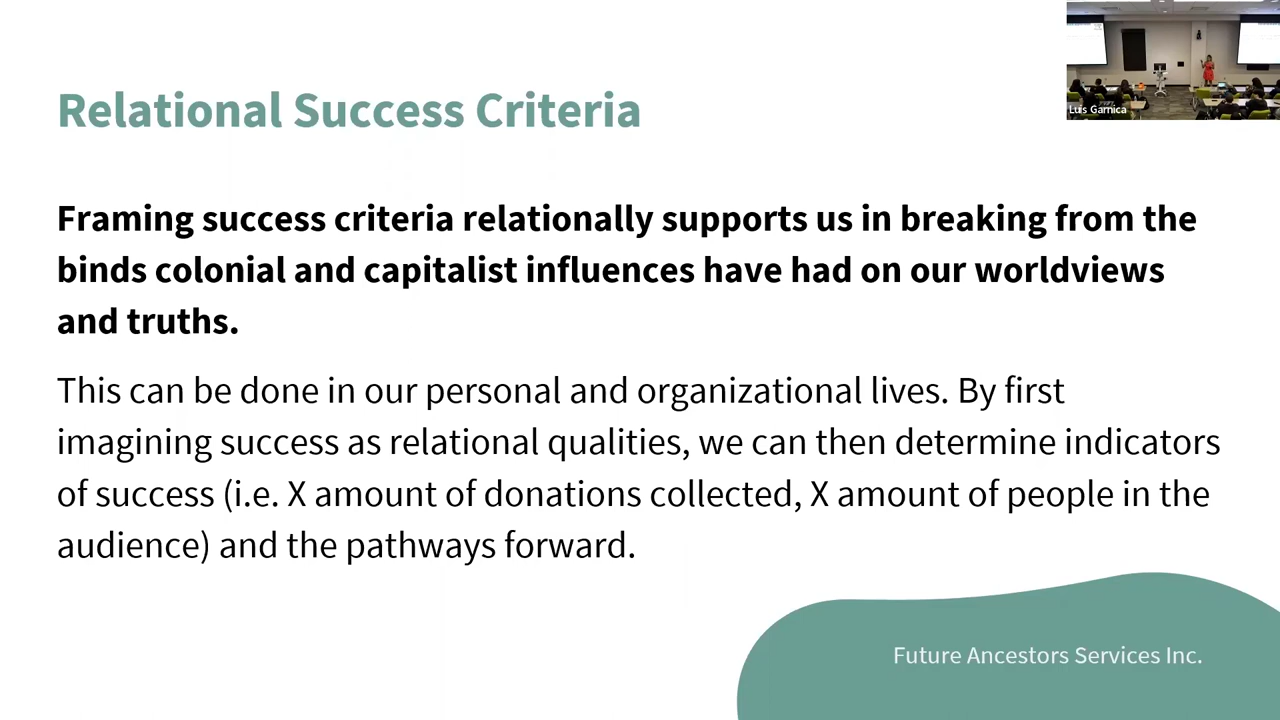 Luis Garnica
Relational Success Criteria
Framing success criteria relationally supports us in breaking from the
binds colonial and capitalist influences have had on our worldviews
and truths.
This can be done in our personal and organizational lives. By first
imagining success as relational qualities, we can then determine indicators
of success (i.e. X amount of donations collected, X amount of people in the
audience) and the pathways forward.
Future Ancestors Services Inc.